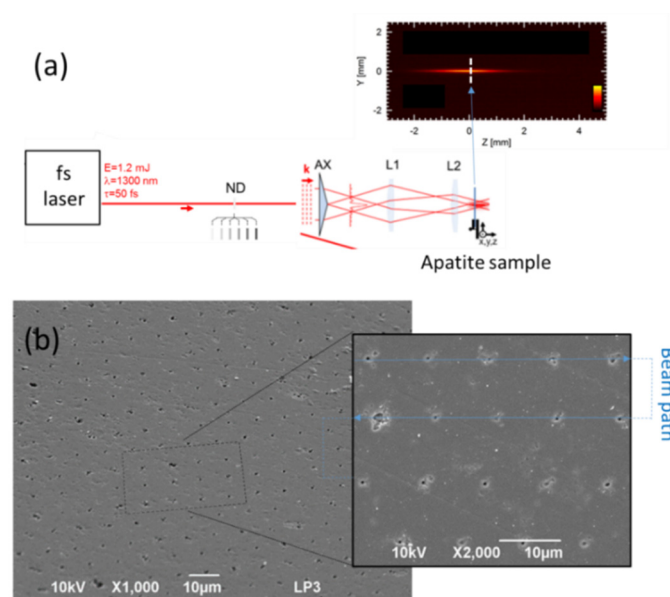 (a)
Y [mm]
2
0
-2
-2 0 2 4
Z [mm]
fs
laser
E=1.2 mJ
λ=1300 nm
τ=50 fs
ND
k
AX
L1
L2
x,y,z
Apatite sample
(b)
Beam path
10kV X2,000 10µm
10kV X1,000 10µm LP3